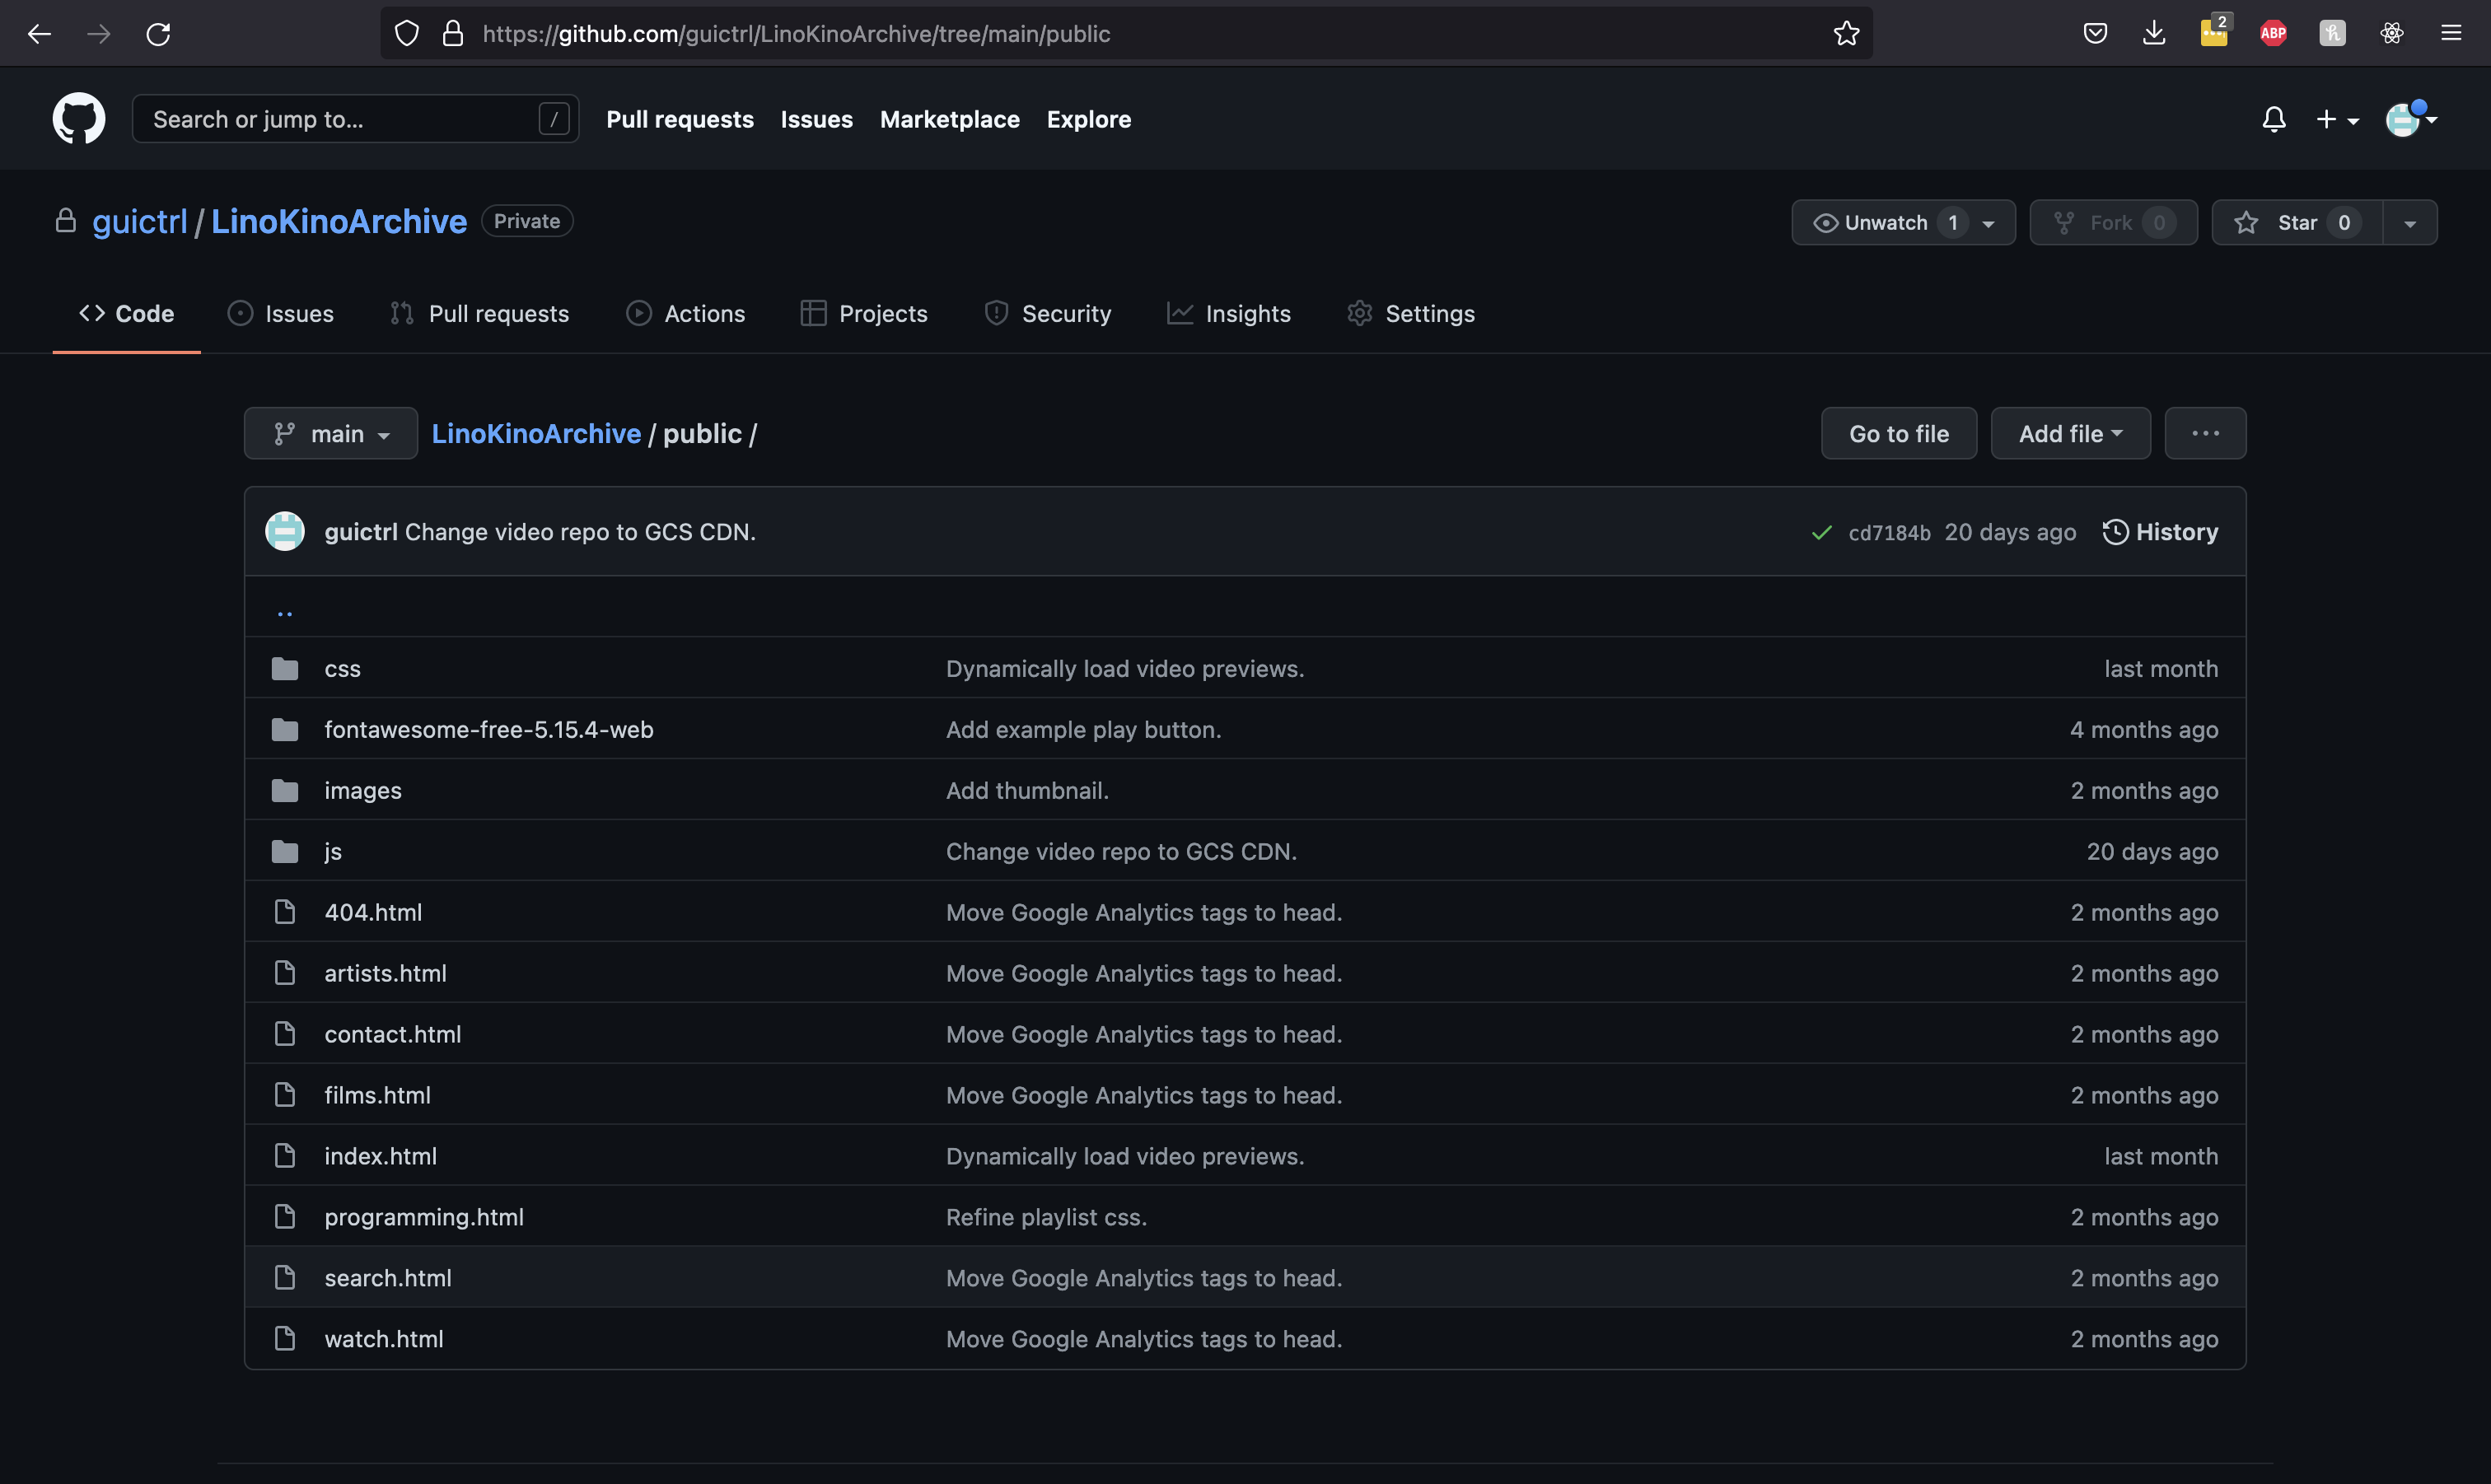 https://github.com/guictrl/LinoKinoArchive/tree/main/public
2
ABP
Search or jump to... /
Pull requests Issues Marketplace Explore
guictrl / LinoKinoArchive Private
Unwatch 1 Fork 0 Star 0
Code Issues Pull requests Actions Projects Security Insights Settings
main LinoKinoArchive / public / Go to file Add file ...
guictrl Change video repo to GCS CDN. cd7184b 20 days ago History
..
css Dynamically load video previews. last month
fontawesome-free-5.15.4-web Add example play button. 4 months ago
images Add thumbnail. 2 months ago
js Change video repo to GCS CDN. 20 days ago
404.html Move Google Analytics tags to head. 2 months ago
artists.html Move Google Analytics tags to head. 2 months ago
contact.html Move Google Analytics tags to head. 2 months ago
films.html Move Google Analytics tags to head. 2 months ago
index.html Dynamically load video previews. last month
programming.html Refine playlist css. 2 months ago
search.html Move Google Analytics tags to head. 2 months ago
watch.html Move Google Analytics tags to head. 2 months ago